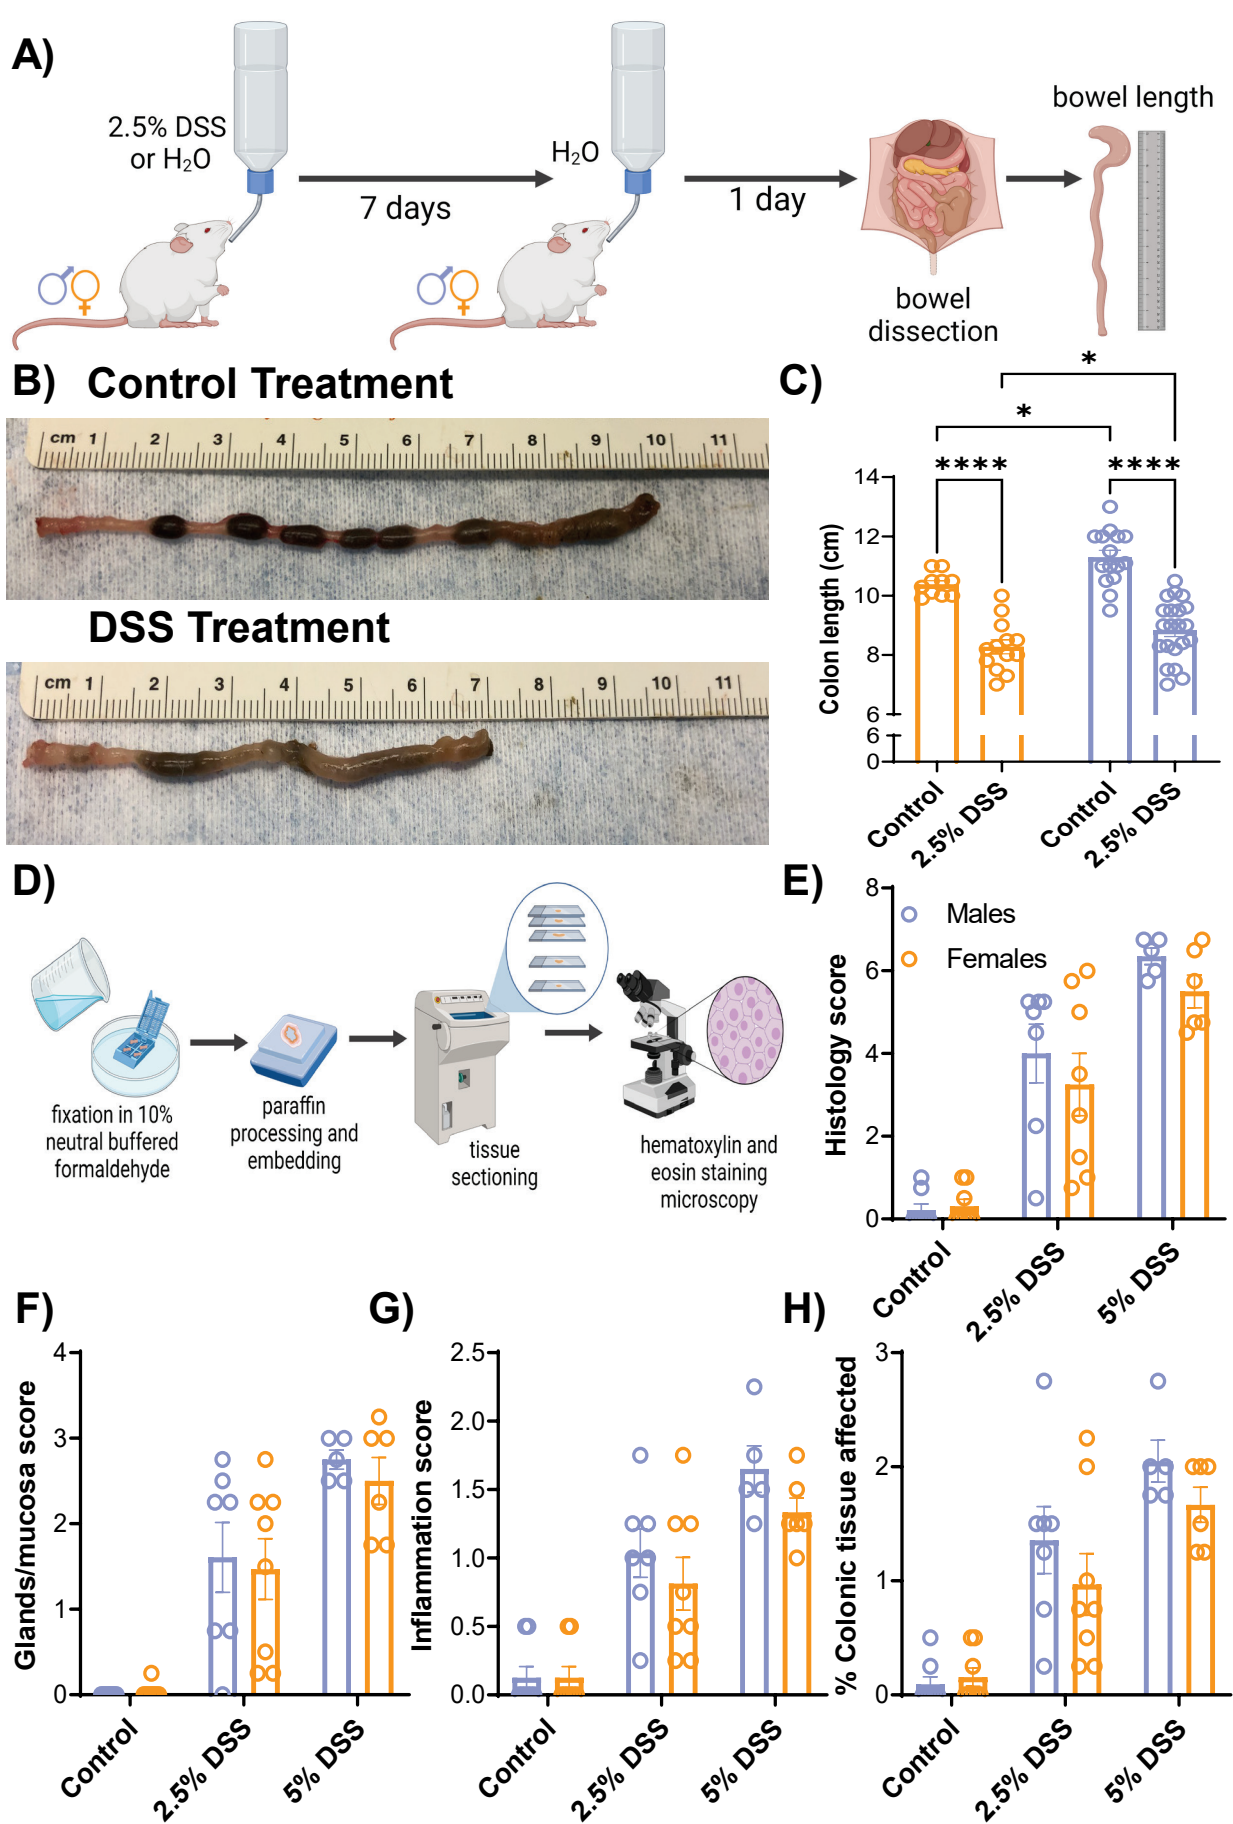 A)
2.5% DSS
or H₂O
7 days
H₂O
1 day
bowel
dissection
bowel length
B) Control Treatment
cm 1 2 3 4 5 6 7 8 9 10 11
DSS Treatment
cm 1 2 3 4 5 6 7 8 9 10 11
C)
*
*
**** ****
Colon length (cm)
14
12
10
8
6
6
0
Control
2.5% DSS
Control
2.5% DSS
D)
fixation in 10%
neutral buffered
formaldehyde
paraffin
processing and
embedding
tissue
sectioning
hematoxylin and
eosin staining
microscopy
E)
Histology score
8
6
4
2
0
Males
Females
Control
2.5% DSS
5% DSS
F)
Glands/mucosa score
4
3
2
1
0
Control
2.5% DSS
5% DSS
G)
Inflammation score
2.5
2.0
1.5
1.0
0.5
0.0
Control
2.5% DSS
5% DSS
H)
% Colonic tissue affected
3
2
1
0
Control
2.5% DSS
5% DSS